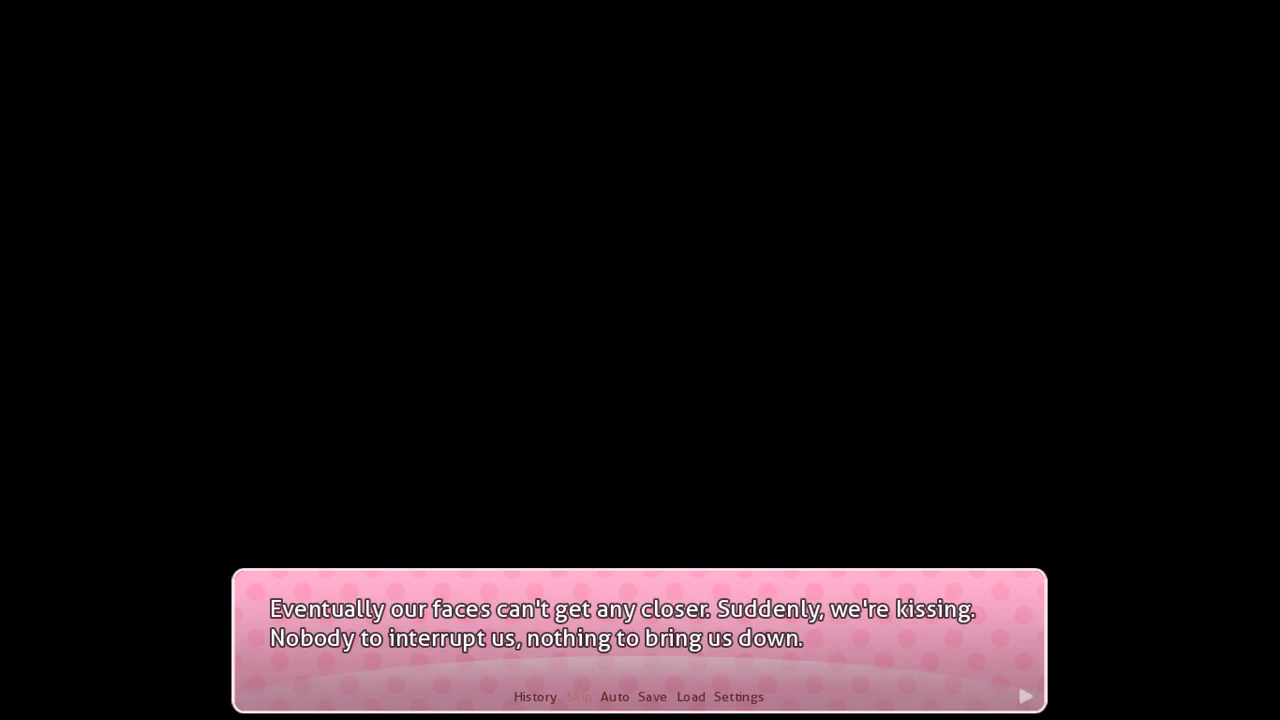 Eventually our faces can't get any closer. Suddenly, we're kissing.
Nobody to interrupt us, nothing to bring us down.
History Skip Auto Save Load Settings